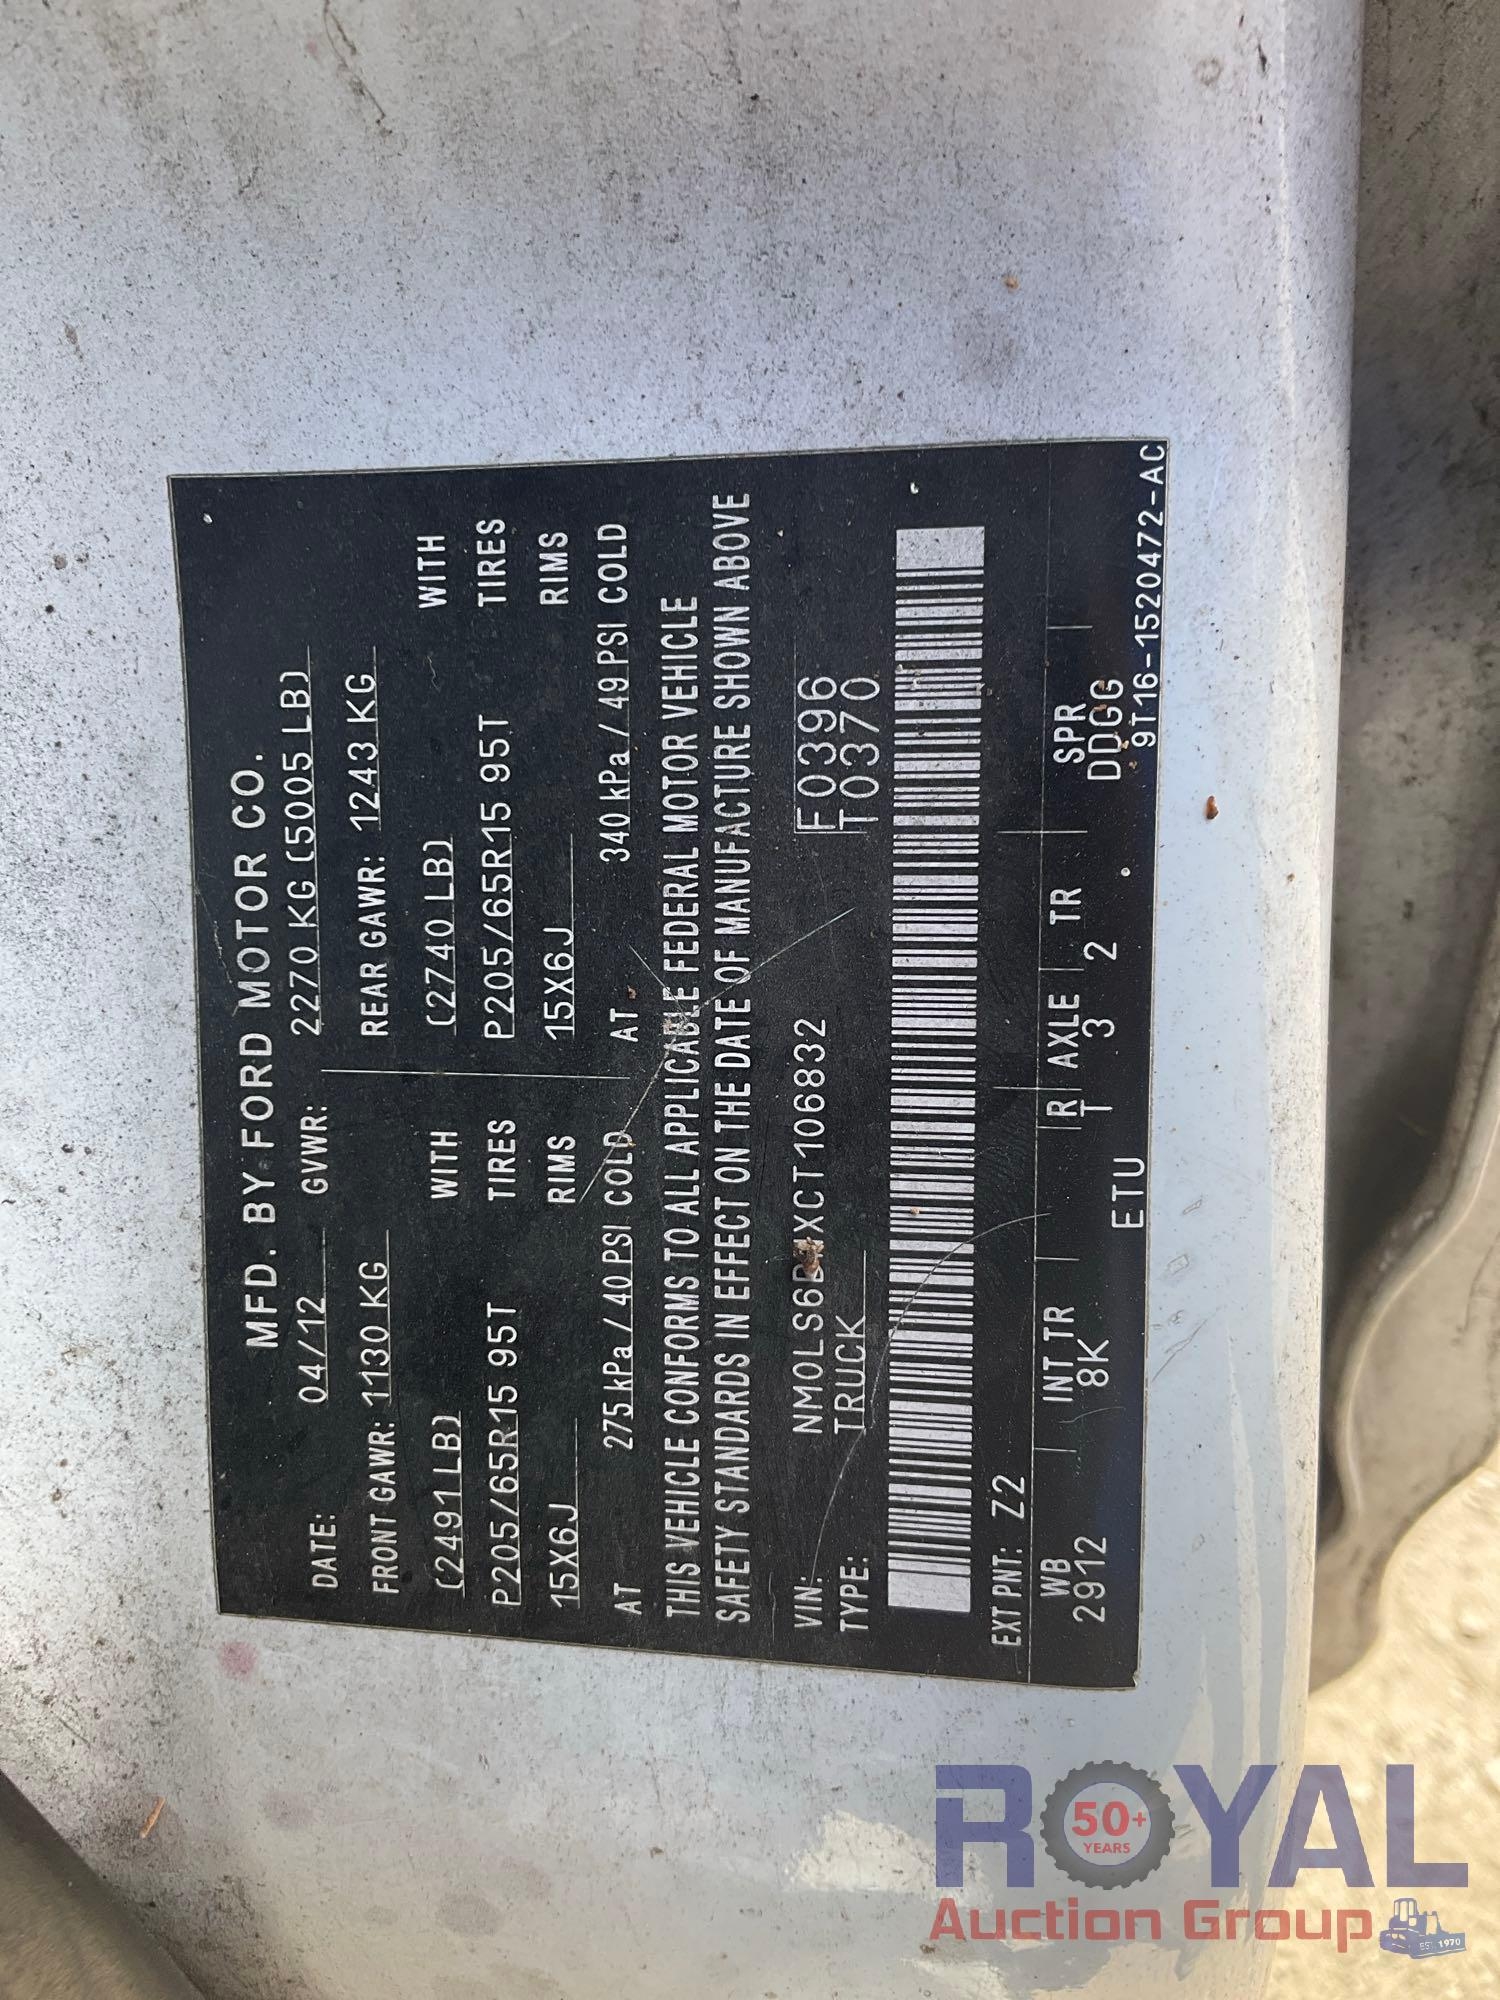 MFD. BY FORD MOTOR CO.
DATE: 04/12 GVWR: 2270 KG (5005 LB)
FRONT GAWR: 1130 KG REAR GAWR: 1243 KG
(2491 LB) WITH (2740 LB) WITH
P205/65R15 95T TIRES P205/65R15 95T TIRES
15X6J RIMS 15X6J RIMS
AT 275 kPa / 40 PSI COLD AT 340 kPa / 49 PSI COLD
THIS VEHICLE CONFORMS TO ALL APPLICABLE FEDERAL MOTOR VEHICLE
SAFETY STANDARDS IN EFFECT ON THE DATE OF MANUFACTURE SHOWN ABOVE
VIN: F0396
TYPE: TRUCK T0370
EXT PNT: Z2
WB INT TR R AXLE TR SPR
2912 8K T 3 2 DDGG
ETU 9T16-1520472-AC
ROYAL
50+
YEARS
Auction Group
EST. 1970